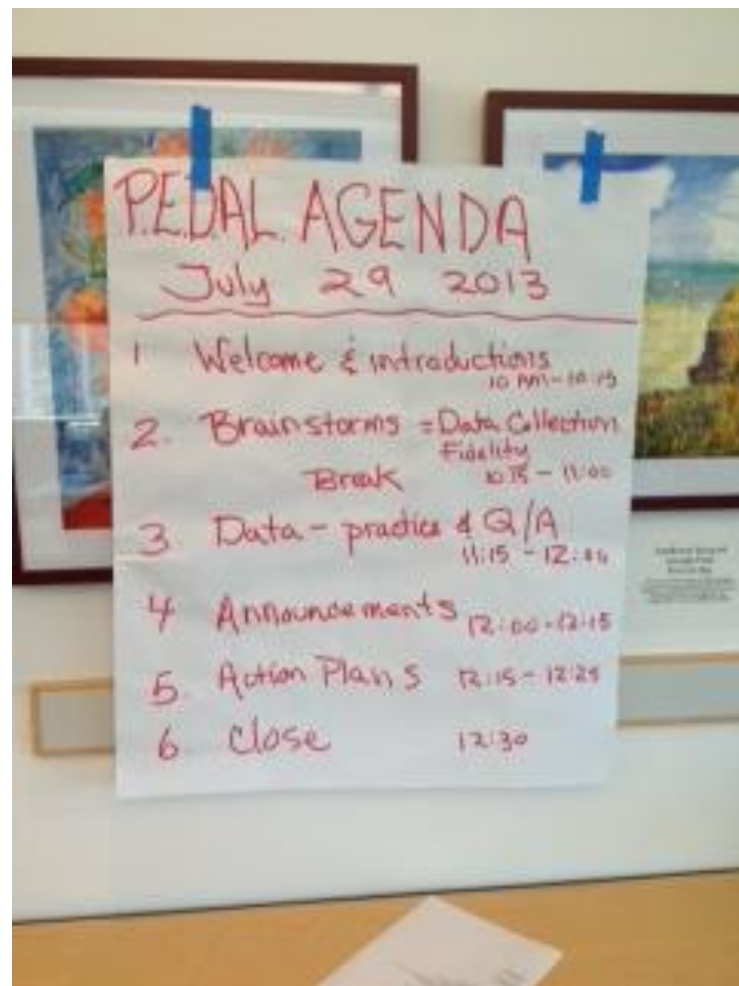 P.E.D.A.L. AGENDA
July 29 2013
1 Welcome & introductions
10 AM - 10:15
2. Brainstorms = Data Collection
Fidelity
Break 10:15 - 11:00
3 Data - practice & Q/A
11:15 - 12:00
4 Announcements 12:00 - 12:15
5. Action Plans 12:15 - 12:25
6 Close 12:30